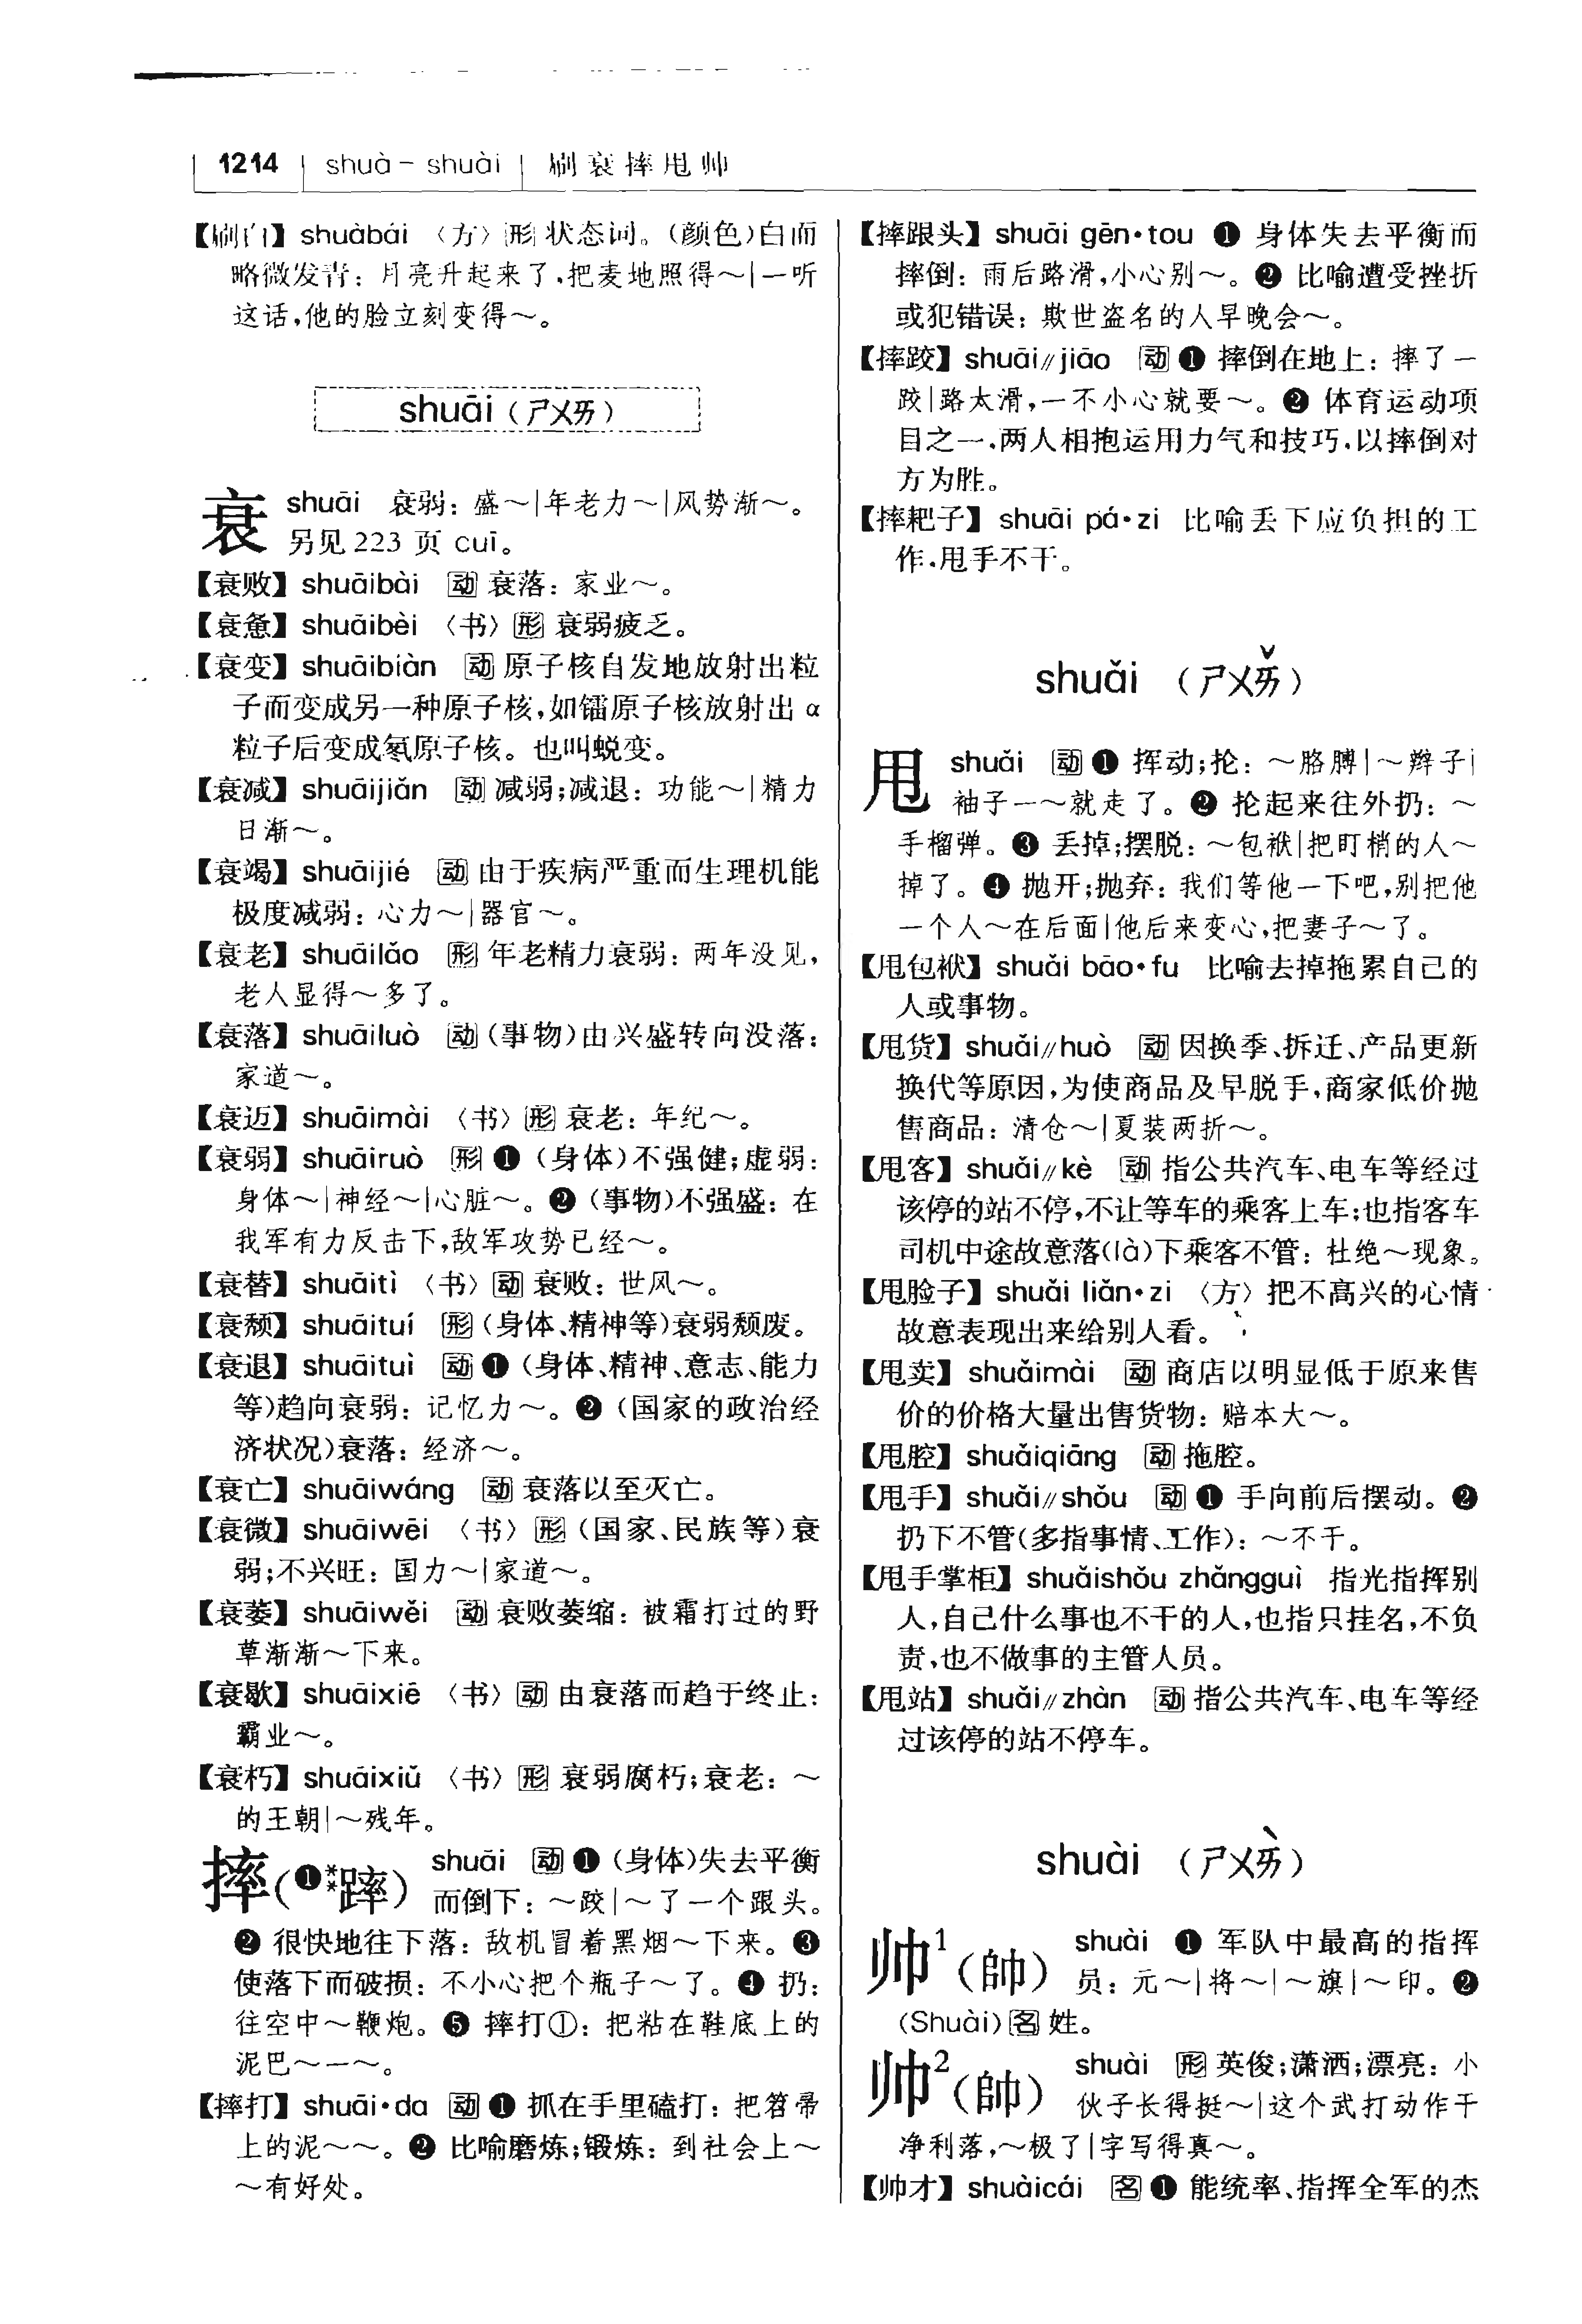 1214 shuà - shuài 刷衰摔甩帅
【刷白】shuàbái 〈方〉形 状态词。(颜色)白而
略微发青：月亮升起来了，把麦地照得～|一听
这话，他的脸立刻变得～。
shuāi（ㄕㄨㄞ）
衰 shuāi 衰弱：盛～|年老力～|风势渐～。
另见 223 页 cuī。
【衰败】shuāibài 动 衰落：家业～。
【衰惫】shuāibèi 〈书〉形 衰弱疲乏。
【衰变】shuāibiàn 动 原子核自发地放射出粒
子而变成另一种原子核，如镭原子核放射出 α
粒子后变成氡原子核。也叫蜕变。
【衰减】shuāijiǎn 动 减弱；减退：功能～|精力
日渐～。
【衰竭】shuāijié 动 由于疾病严重而生理机能
极度减弱：心力～|器官～。
【衰老】shuāilǎo 形 年老精力衰弱：两年没见，
老人显得～多了。
【衰落】shuāiluò 动 (事物)由兴盛转向没落：
家道～。
【衰迈】shuāimài 〈书〉形 衰老：年纪～。
【衰弱】shuāiruò 形 ❶ (身体)不强健；虚弱：
身体～|神经～|心脏～。❷ (事物)不强盛：在
我军有力反击下，敌军攻势已经～。
【衰替】shuāitì 〈书〉动 衰败：世风～。
【衰颓】shuāituí 形 (身体、精神等)衰弱颓废。
【衰退】shuāituì 动 ❶ (身体、精神、意志、能力
等)趋向衰弱：记忆力～。❷ (国家的政治经
济状况)衰落：经济～。
【衰亡】shuāiwáng 动 衰落以至灭亡。
【衰微】shuāiwēi 〈书〉形 (国家、民族等)衰
弱；不兴旺：国力～|家道～。
【衰萎】shuāiwěi 动 衰败萎缩：被霜打过的野
草渐渐～下来。
【衰歇】shuāixiē 〈书〉动 由衰落而趋于终止：
霸业～。
【衰朽】shuāixiǔ 〈书〉形 衰弱腐朽；衰老：～
的王朝|～残年。
摔(❶**蹿) shuāi 动 ❶ (身体)失去平衡
而倒下：～跤|～了一个跟头。
❷ 很快地往下落：敌机冒着黑烟～下来。❸
使落下而破损：不小心把个瓶子～了。❹ 扔：
往空中～鞭炮。❺ 摔打①：把粘在鞋底上的
泥巴～一～。
【摔打】shuāi•da 动 ❶ 抓在手里磕打：把笤帚
上的泥～～。❷ 比喻磨炼；锻炼：到社会上～
～有好处。
【摔跟头】shuāi gēn•tou ❶ 身体失去平衡而
摔倒：雨后路滑，小心别～。❷ 比喻遭受挫折
或犯错误：欺世盗名的人早晚会～。
【摔跤】shuāi//jiāo 动 ❶ 摔倒在地上：摔了一
跤|路太滑，一不小心就要～。❷ 体育运动项
目之一，两人相抱运用力气和技巧，以摔倒对
方为胜。
【摔耙子】shuāi pá•zi 比喻丢下应负担的工
作，甩手不干。
shuǎi （ㄕㄨㄞˇ）
甩 shuǎi 动 ❶ 挥动；抡：～胳膊|～辫子|
袖子一～就走了。❷ 抡起来往外扔：～
手榴弹。❸ 丢掉；摆脱：～包袱|把盯梢的人～
掉了。❹ 抛开；抛弃：我们等他一下吧，别把他
一个人～在后面|他后来变心，把妻子～了。
【甩包袱】shuǎi bāo•fu 比喻去掉拖累自己的
人或事物。
【甩货】shuǎi//huò 动 因换季、拆迁、产品更新
换代等原因，为使商品及早脱手，商家低价抛
售商品：清仓～|夏装两折～。
【甩客】shuǎi//kè 动 指公共汽车、电车等经过
该停的站不停，不让等车的乘客上车；也指客车
司机中途故意落(là)下乘客不管：杜绝～现象。
【甩脸子】shuǎi liǎn•zi 〈方〉把不高兴的心情
故意表现出来给别人看。
【甩卖】shuǎimài 动 商店以明显低于原来售
价的价格大量出售货物：赔本大～。
【甩腔】shuǎiqiāng 动 拖腔。
【甩手】shuǎi//shǒu 动 ❶ 手向前后摆动。❷
扔下不管(多指事情、工作)：～不干。
【甩手掌柜】shuǎishǒu zhǎngguì 指光指挥别
人，自己什么事也不干的人，也指只挂名，不负
责，也不做事的主管人员。
【甩站】shuǎi//zhàn 动 指公共汽车、电车等经
过该停的站不停车。
shuài （ㄕㄨㄞˋ）
帅¹(帥) shuài ❶ 军队中最高的指挥
员：元～|将～|～旗|～印。❷
(Shuài)名 姓。
帅²(帥) shuài 形 英俊；潇洒；漂亮：小
伙子长得挺～|这个武打动作干
净利落，～极了|字写得真～。
【帅才】shuàicái 名 ❶ 能统率、指挥全军的杰